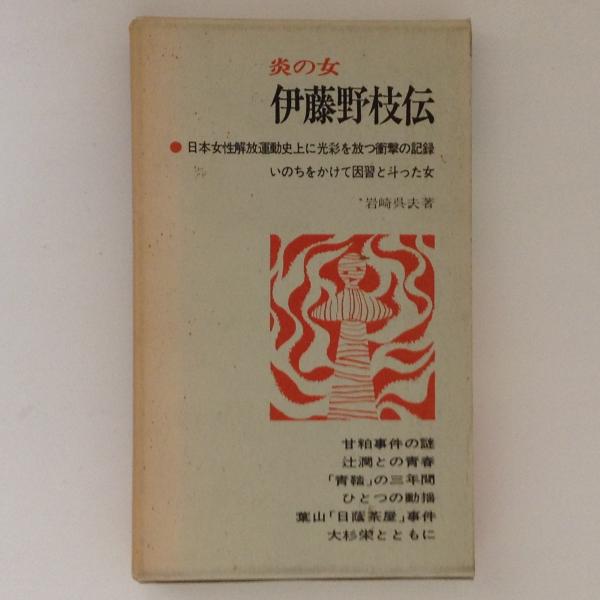 炎の女
伊藤野枝伝
●日本女性解放運動史上に光彩を放つ衝撃の記録
いのちをかけて因習と斗った女
岩崎呉夫著
甘粕事件の謎
辻潤との青春
「青鞜」の三年間
ひとつの動揺
葉山「日蔭茶屋」事件
大杉栄とともに